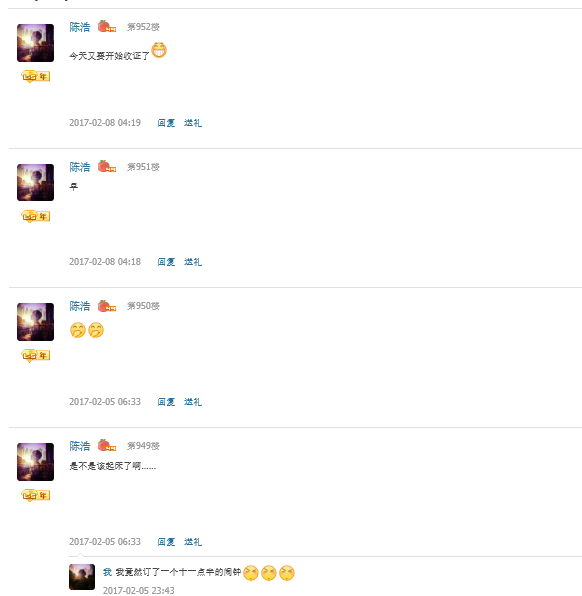 陈浩 第952楼
今天又要开始收证了
2017-02-08 04:19 回复 送礼
陈浩 第951楼
早
2017-02-08 04:18 回复 送礼
陈浩 第950楼
2017-02-05 06:33 回复 送礼
陈浩 第949楼
是不是该起床了啊......
2017-02-05 06:33 回复 送礼
我 我竟然订了一个十一点半的闹钟
2017-02-05 23:43